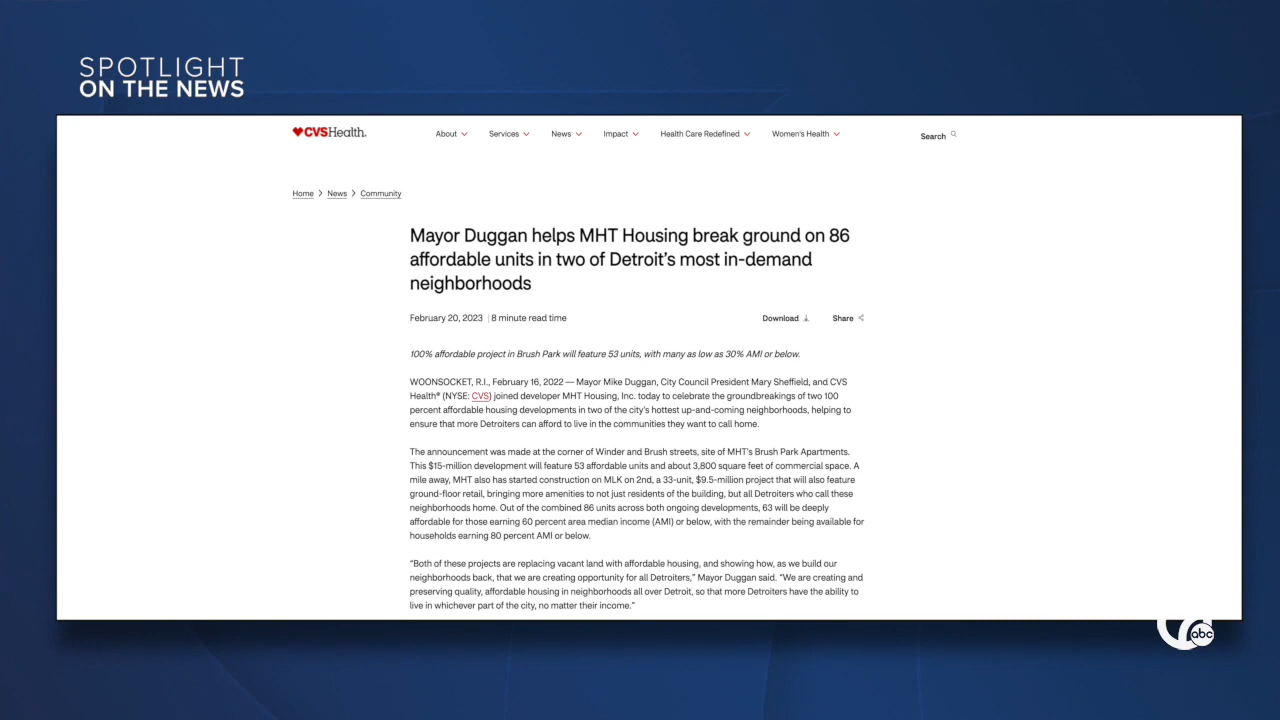 SPOTLIGHT
ON THE NEWS
CVSHealth.
About Services News Impact Health Care Redefined Women's Health Search
Home > News > Community
Mayor Duggan helps MHT Housing break ground on 86
affordable units in two of Detroit's most in-demand
neighborhoods
February 20, 2023 | 8 minute read time Download Share
100% affordable project in Brush Park will feature 53 units, with many as low as 30% AMI or below.
WOONSOCKET, R.I., February 16, 2022 — Mayor Mike Duggan, City Council President Mary Sheffield, and CVS
Health® (NYSE: CVS) joined developer MHT Housing, Inc. today to celebrate the groundbreakings of two 100
percent affordable housing developments in two of the city's hottest up-and-coming neighborhoods, helping to
ensure that more Detroiters can afford to live in the communities they want to call home.
The announcement was made at the corner of Winder and Brush streets, site of MHT's Brush Park Apartments.
This $15-million development will feature 53 affordable units and about 3,800 square feet of commercial space. A
mile away, MHT also has started construction on MLK on 2nd, a 33-unit, $9.5-million project that will also feature
ground-floor retail, bringing more amenities to not just residents of the building, but all Detroiters who call these
neighborhoods home. Out of the combined 86 units across both ongoing developments, 63 will be deeply
affordable for those earning 60 percent area median income (AMI) or below, with the remainder being available for
households earning 80 percent AMI or below.
“Both of these projects are replacing vacant land with affordable housing, and showing how, as we build our
neighborhoods back, that we are creating opportunity for all Detroiters,” Mayor Duggan said. “We are creating and
preserving quality, affordable housing in neighborhoods all over Detroit, so that more Detroiters have the ability to
live in whichever part of the city, no matter their income.”
7 abc